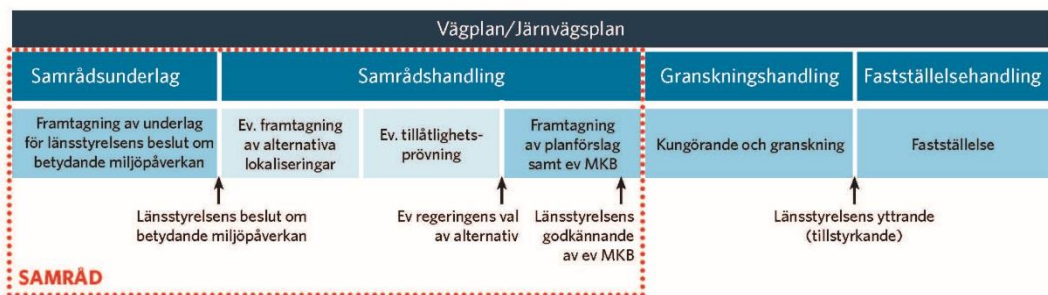 Vägplan/Järnvägsplan
Samrådsunderlag
Samrådshandling
Granskningshandling
Fastställelsehandling
Framtagning av underlag
för länsstyrelsens beslut om
betydande miljöpåverkan
Ev. framtagning
av alternativa
lokaliseringar
Ev. tillåtlighets-
prövning
Framtagning
av planförslag
samt ev MKB
Kungörande och granskning
Fastställelse
Länsstyrelsens beslut om
betydande miljöpåverkan
Ev regeringens val
av alternativ
Länsstyrelsens
godkännande
av ev MKB
Länsstyrelsens yttrande
(tillstyrkande)
SAMRÅD